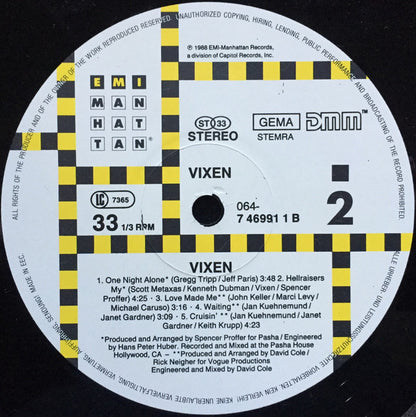 ALL RIGHTS OF THE PRODUCER AND OF THE OWNER OF THE WORK REPRODUCED RESERVED. UNAUTHORIZED COPYING, HIRING, LENDING, PUBLIC PERFORMANCE AND BROADCASTING OF THE RECORD PROHIBITED.
℗ 1988 EMI-Manhattan Records,
a division of Capitol Records, Inc.
EMI
MAN
HAT
TAN®
ST 33
STEREO
GEMA
STEMRA
DMM™
VIXEN
LC 7365
33 1/3 RPM
064-
7 46991 1 B
2
VIXEN
1. One Night Alone* (Gregg Tripp / Jeff Paris) 3:48 2. Hellraisers
My* (Scott Metaxas / Kenneth Dubman / Vixen / Spencer
Proffer) 4:25 · 3. Love Made Me** (John Keller / Marci Levy /
Michael Caruso) 3:16 · 4. Waiting** (Jan Kuehnemund /
Janet Gardner) 3:09 · 5. Cruisin' ** (Jan Kuehnemund / Janet
Gardner / Keith Krupp) 4:23
*Produced and Arranged by Spencer Proffer for Pasha / Engineered
by Hans Peter Huber. Recorded and Mixed at the Pasha House
Hollywood, CA - **Produced and Arranged by David Cole /
Rick Neigher for Vogue Productions
Engineered and Mixed by David Cole
ALLE URHEBER- UND LEISTUNGSSCHUTZRECHTE VORBEHALTEN. KEIN VERLEIH! KEINE UNERLAUBTE VERVIELFÄLTIGUNG, VERMIETUNG, AUFFÜHRUNG, SENDUNG!
MADE IN EEC.